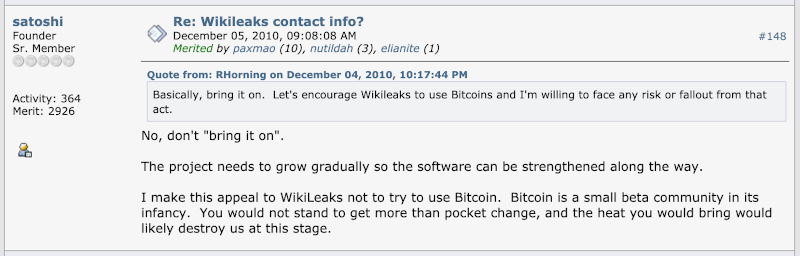 satoshi
Founder
Sr. Member
Activity: 364
Merit: 2926
Re: Wikileaks contact info?
December 05, 2010, 09:08:08 AM
Merited by paxmao (10), nutildah (3), elianite (1)
#148
Quote from: RHorning on December 04, 2010, 10:17:44 PM
Basically, bring it on.  Let's encourage Wikileaks to use Bitcoins and I'm willing to face any risk or fallout from that
act.
No, don't "bring it on".
The project needs to grow gradually so the software can be strengthened along the way.
I make this appeal to WikiLeaks not to try to use Bitcoin.  Bitcoin is a small beta community in its
infancy.  You would not stand to get more than pocket change, and the heat you would bring would
likely destroy us at this stage.